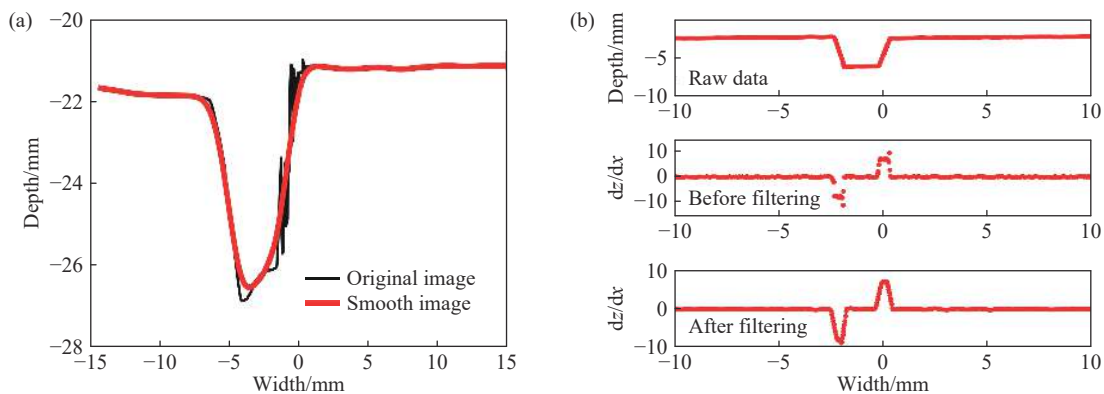 (a)
−20
−22
−24
−26
−28
Depth/mm
Original image
Smooth image
−15
−10
−5
0
5
10
15
Width/mm
(b)
Depth/mm
−5
−10
Raw data
−10
−5
0
5
10
dz/dx
10
0
−10
Before filtering
−10
−5
0
5
10
dz/dx
10
0
−10
After filtering
−10
−5
0
5
10
Width/mm